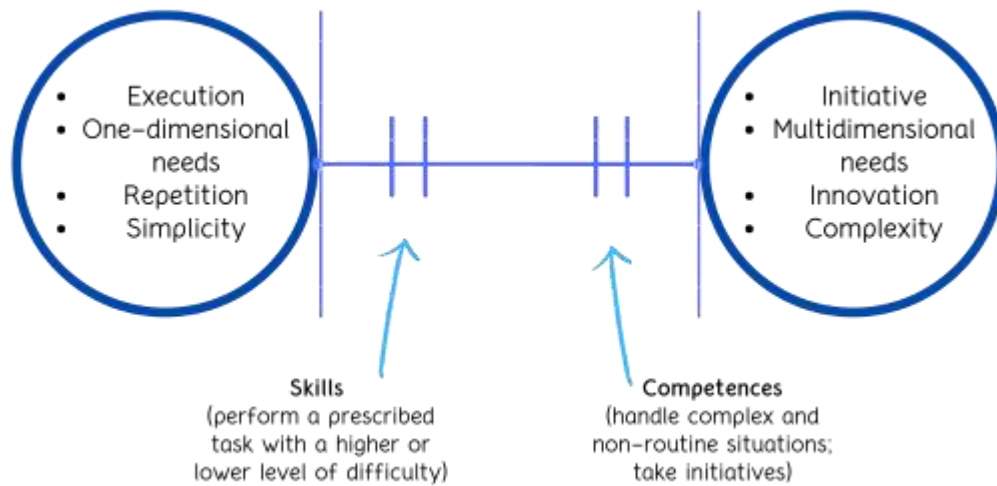 • Execution
• One-dimensional
needs
• Repetition
• Simplicity
• Initiative
• Multidimensional
needs
• Innovation
• Complexity
Skills
(perform a prescribed
task with a higher or
lower level of difficulty)
Competences
(handle complex and
non-routine situations;
take initiatives)